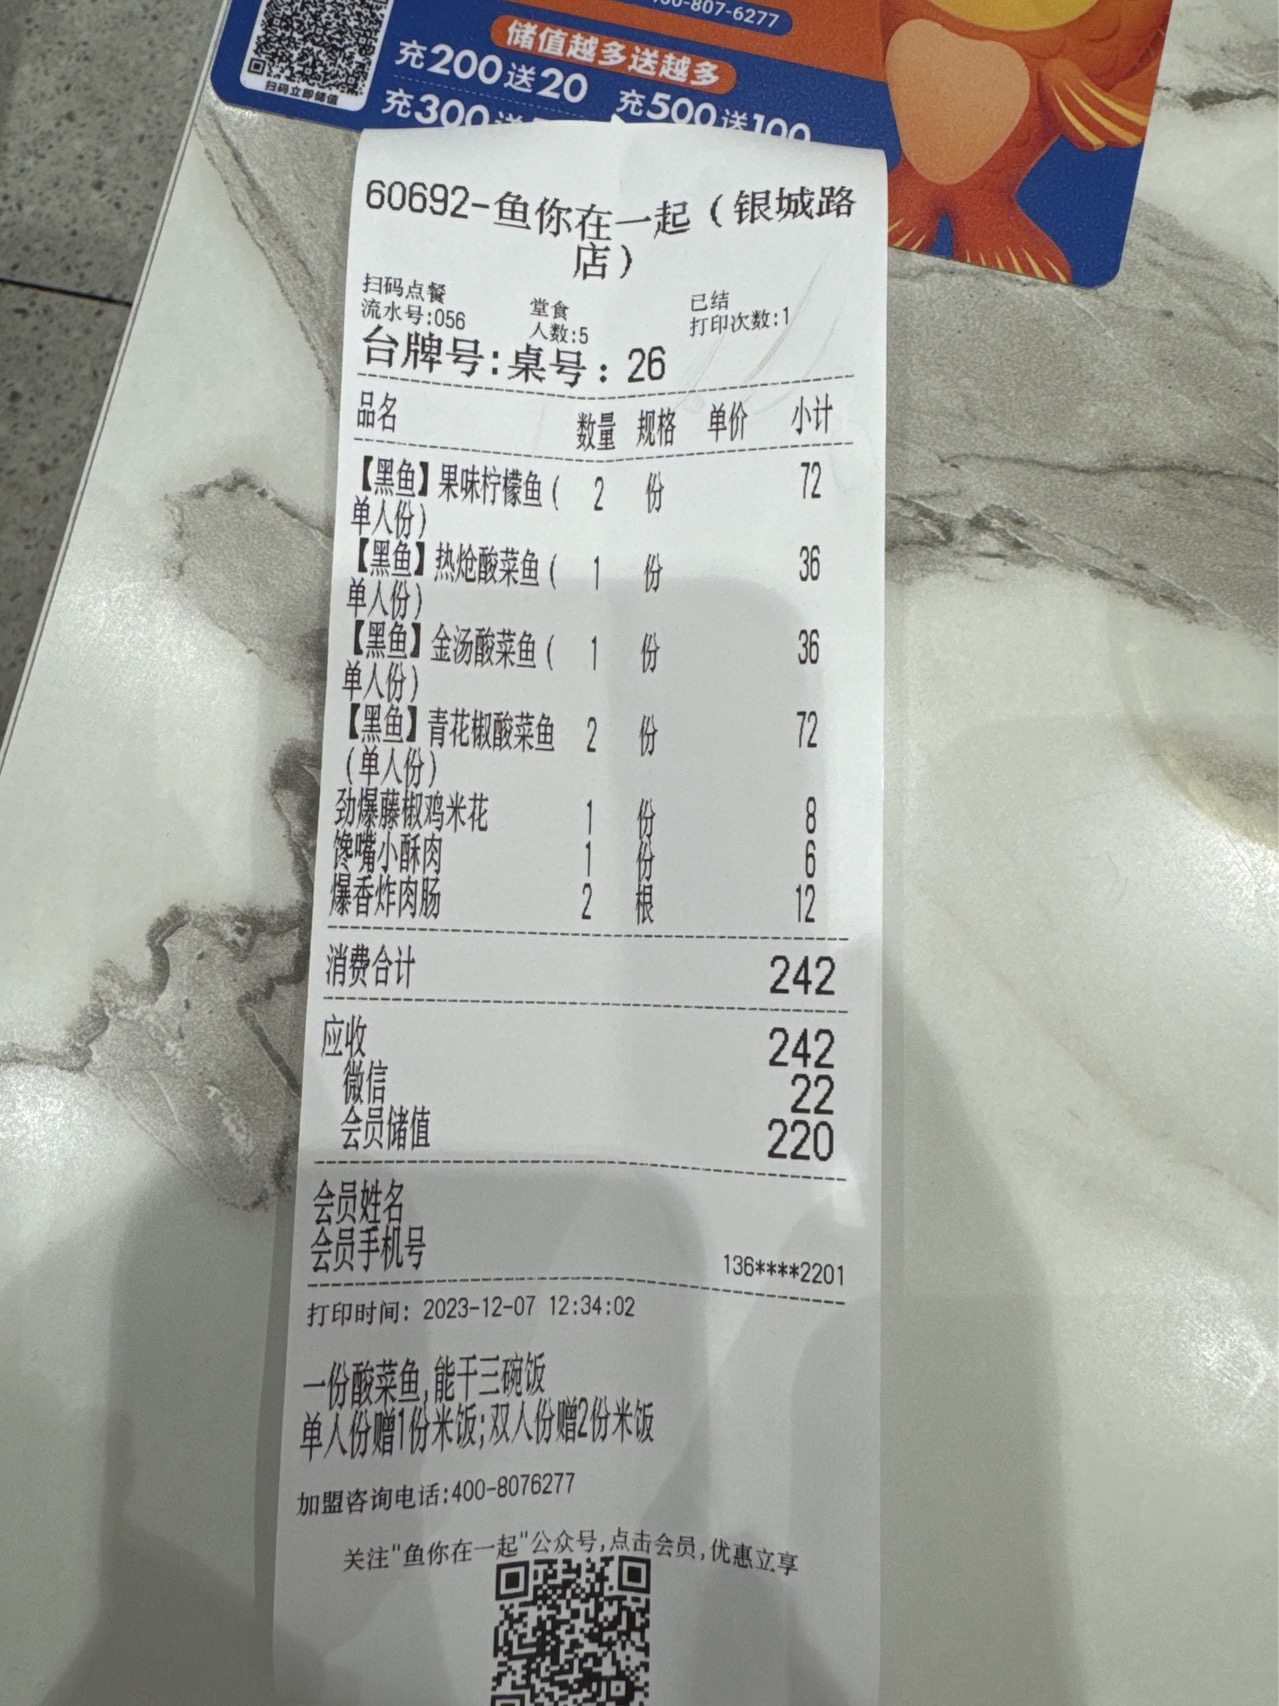 00-807-6277
储值越多送越多
充200送20
充500送100
充300送
扫码立即储值
60692-鱼你在一起(银城路
店)
扫码点餐 堂食 已结
流水号:056 人数:5 打印次数:1
台牌号:桌号:26
品名 数量 规格 单价 小计
【黑鱼】果味柠檬鱼( 2 份 72
单人份)
【黑鱼】热炝酸菜鱼( 1 份 36
单人份)
【黑鱼】金汤酸菜鱼( 1 份 36
单人份)
【黑鱼】青花椒酸菜鱼 2 份 72
(单人份)
劲爆藤椒鸡米花 1 份 8
馋嘴小酥肉 1 份 6
爆香炸肉肠 2 根 12
消费合计 242
应收 242
微信 22
会员储值 220
会员姓名
会员手机号 136****2201
打印时间: 2023-12-07 12:34:02
一份酸菜鱼,能干三碗饭
单人份赠1份米饭;双人份赠2份米饭
加盟咨询电话:400-8076277
关注"鱼你在一起"公众号,点击会员,优惠立享